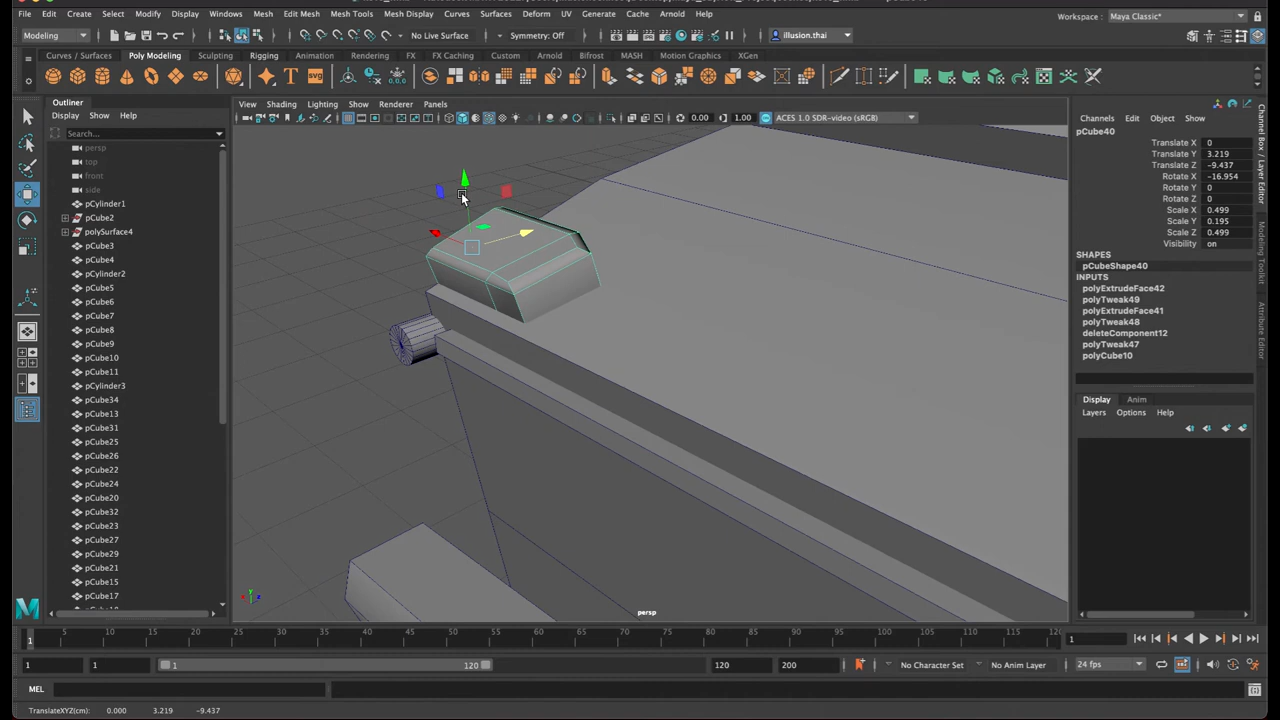 File Edit Create Select Modify Display Windows Mesh Edit Mesh Mesh Tools Mesh Display Curves Surfaces Deform UV Generate Cache Arnold Help
Workspace : Maya Classic*
Modeling
No Live Surface
Symmetry: Off
illusion.thai
Curves / Surfaces Poly Modeling Sculpting Rigging Animation Rendering FX FX Caching Custom Arnold Bifrost MASH Motion Graphics XGen
Outliner
Display Show Help
Search...
persp
top
front
side
pCylinder1
pCube2
polySurface4
pCube3
pCube4
pCylinder2
pCube5
pCube6
pCube7
pCube8
pCube9
pCube10
pCube11
pCylinder3
pCube34
pCube13
pCube31
pCube25
pCube26
pCube22
pCube24
pCube20
pCube32
pCube23
pCube27
pCube29
pCube21
pCube15
pCube17
View Shading Lighting Show Renderer Panels
0.00 1.00 ACES 1.0 SDR-video (sRGB)
persp
Channels Edit Object Show
pCube40
Translate X 0
Translate Y 3.219
Translate Z -9.437
Rotate X -16.954
Rotate Y 0
Rotate Z 0
Scale X 0.499
Scale Y 0.195
Scale Z 0.499
Visibility on
SHAPES
pCubeShape40
INPUTS
polyExtrudeFace42
polyTweak49
polyExtrudeFace41
polyTweak48
deleteComponent12
polyTweak47
polyCube10
Display Anim
Layers Options Help
Channel Box / Layer Editor
Modeling Toolkit
Attribute Editor
1 5 10 15 20 25 30 35 40 45 50 55 60 65 70 75 80 85 90 95 100 105 110 115 120
1
1 1 1 120 120 200 No Character Set No Anim Layer 24 fps
MEL
TranslateXYZ(cm): 0.000 3.219 -9.437